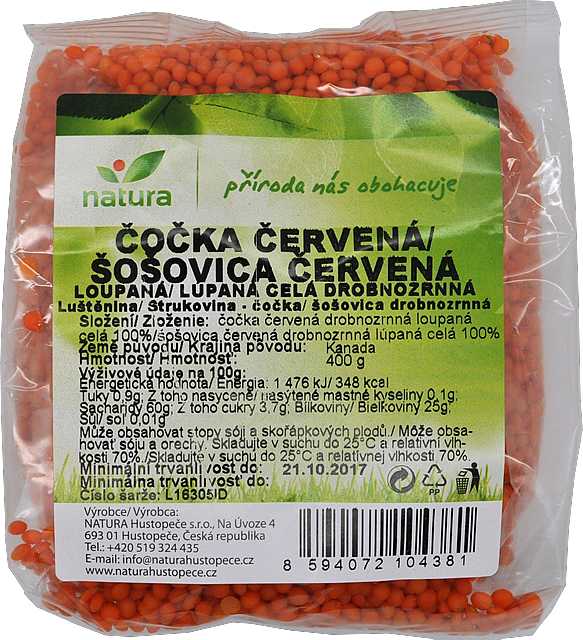 natura
příroda nás obohacuje
ČOČKA ČERVENÁ/
ŠOŠOVICA ČERVENÁ
LOUPANÁ/ LÚPANÁ CELÁ DROBNOZRNNÁ
Luštěnina/ Strukovina - čočka/ šošovica drobnozrnná
Složení/ Zloženie: čočka červená drobnozrnná loupaná
celá 100%/šošovica červená drobnozrnná lúpaná celá 100%
Země původu/ Krajina pôvodu: Kanada
Hmotnost/ Hmotnosť: 400 g
Výživové údaje na 100g:
Energetická hodnota/ Energia: 1 476 kJ/ 348 kcal
Tuky 0,9g; Z toho nasycené/ nasýtené mastné kyseliny 0,1g;
Sacharidy 60g; Z toho cukry 3,7g; Bílkoviny/ Bielkoviny 25g;
Sůl/ soľ 0,01g
Může obsahovat stopy sóji a skořápkových plodů./ Môže obsa-
hovať sóju a orechy. Skladujte v suchu do 25°C a relativní vlh-
kosti 70%./Skladujte v suchu do 25°C a relatívnej vlhkosti 70%.
Minimální trvanlivost do: 21.10.2017
Minimálna trvanlivosť do:
Číslo šarže: L16305ID
PP
Výrobce/ Výrobca:
NATURA Hustopeče s.r.o., Na Úvoze 4
693 01 Hustopeče, Česká republika
Tel.: +420 519 324 435
E-mail: info@naturahustopece.cz
www.naturahustopece.cz
8 594072 104381